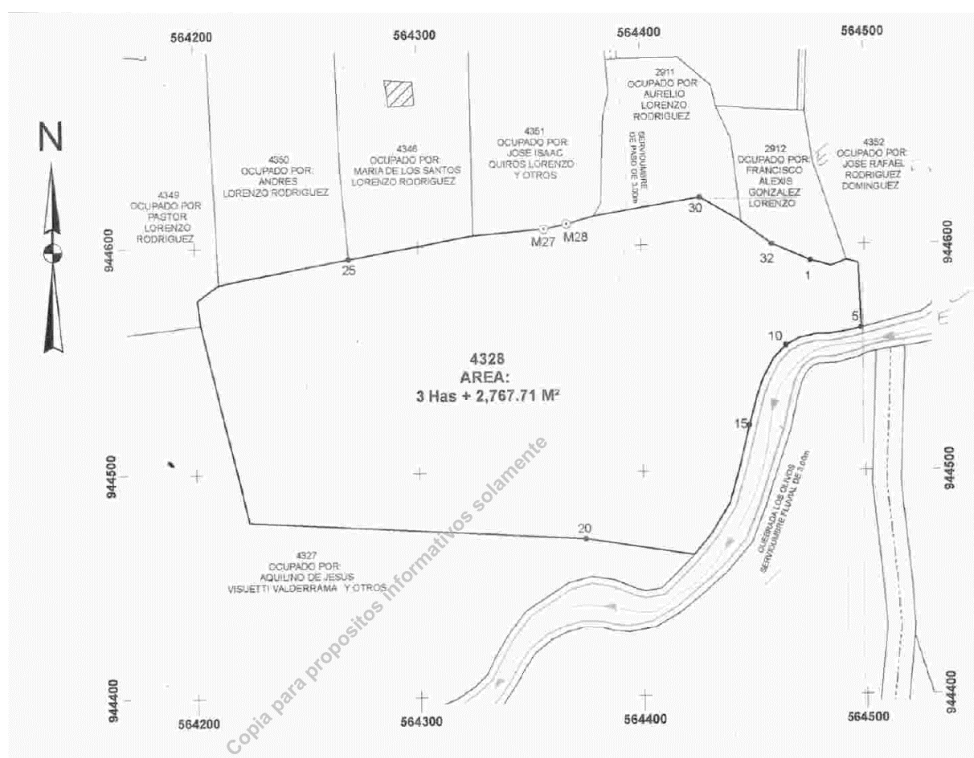 564200
564300
564400
564500
N
944600
944600
944500
944500
944400
944400
4349
OCUPADO POR
PASTOR
LORENZO
RODRIGUEZ
4350
OCUPADO POR:
ANDRES
LORENZO RODRIGUEZ
4346
OCUPADO POR:
MARIA DE LOS SANTOS
LORENZO RODRIGUEZ
4351
OCUPADO POR:
JOSE ISAAC
QUIROS LORENZO
Y OTROS
SERVIDUMBRE
DE PASO DE 3.00m
2911
OCUPADO POR:
AURELIO
LORENZO
RODRIGUEZ
2912
OCUPADO POR:
FRANCISCO
ALEXIS
GONZALEZ
LORENZO
4352
OCUPADO POR:
JOSE RAFAEL
RODRIGUEZ
DOMINGUEZ
E
25
M27
M28
30
32
1
5
E
10
15
20
4328
AREA:
3 Has + 2,767.71 M²
QUEBRADA LOS OLIVOS
SERVIDUMBRE FLUVIAL DE 3.00m
4327
OCUPADO POR:
AQUILINO DE JESUS
VISUETTI VALDERRAMA Y OTROS
Copia para propositos informativos solamente
564200
564300
564400
564500